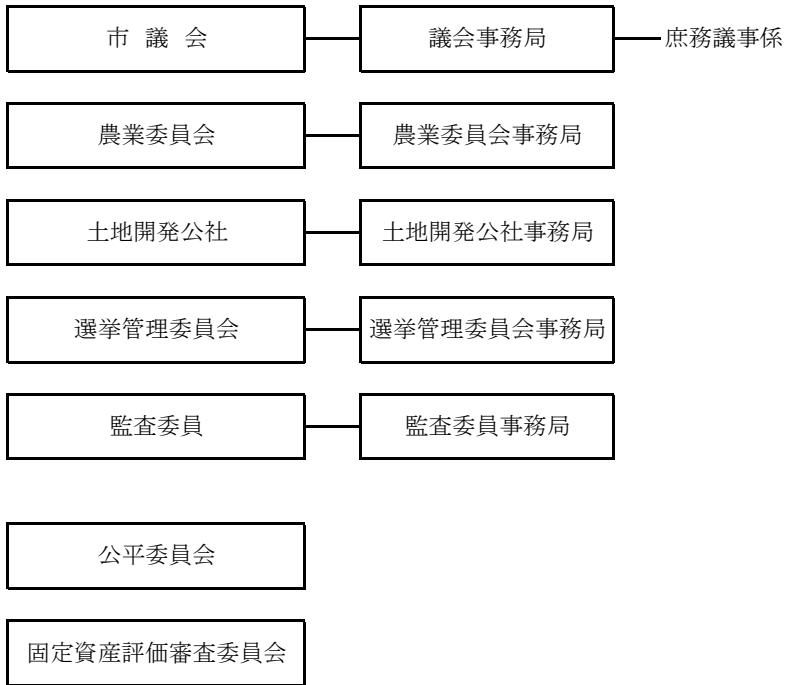 市 議 会 議会事務局 庶務議事係
農業委員会 農業委員会事務局
土地開発公社 土地開発公社事務局
選挙管理委員会 選挙管理委員会事務局
監査委員 監査委員事務局
公平委員会
固定資産評価審査委員会